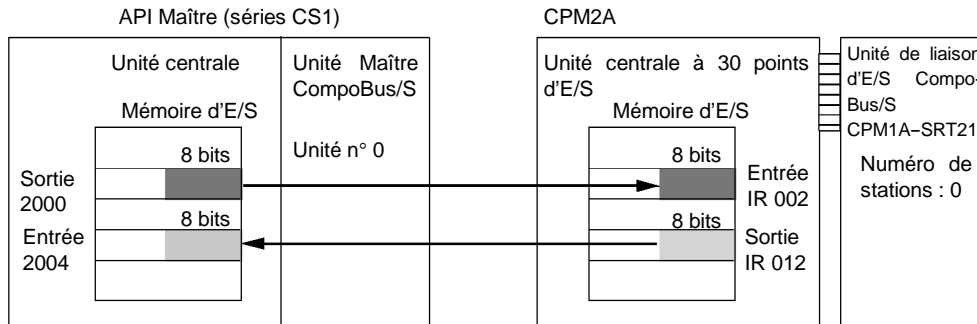 API Maître (séries CS1)
CPM2A
Unité centrale
Unité Maître
CompoBus/S
Unité centrale à 30 points
d'E/S
Unité de liaison
d'E/S Compo-
Bus/S
CPM1A–SRT21
Mémoire d'E/S
Mémoire d'E/S
Unité n° 0
Numéro de
stations : 0
8 bits
8 bits
Sortie
2000
Entrée
IR 002
8 bits
8 bits
Entrée
2004
Sortie
IR 012